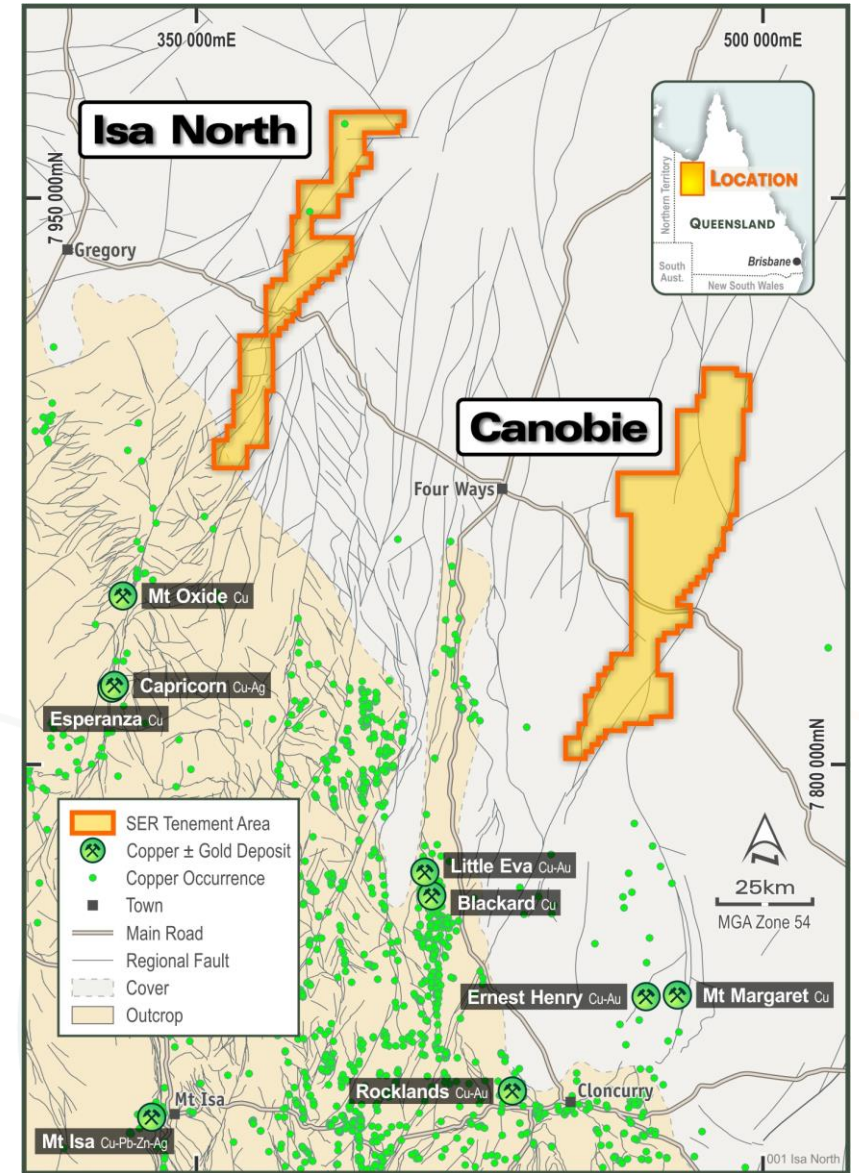 350 000mE
500 000mE
Isa North
7 950 000mN
Gregory
LOCATION
Northern Territory
QUEENSLAND
Brisbane
South
Aust.
New South Wales
Canobie
Four Ways
Mt Oxide Cu
Capricorn Cu-Ag
Esperanza Cu
7 800 000mN
SER Tenement Area
Copper ± Gold Deposit
Copper Occurrence
Town
Main Road
Regional Fault
Cover
Outcrop
Little Eva Cu-Au
Blackard Cu
N
25km
MGA Zone 54
Ernest Henry Cu-Au
Mt Margaret Cu
Rocklands Cu-Au
Cloncurry
Mt Isa
Mt Isa Cu-Pb-Zn-Ag
001 Isa North